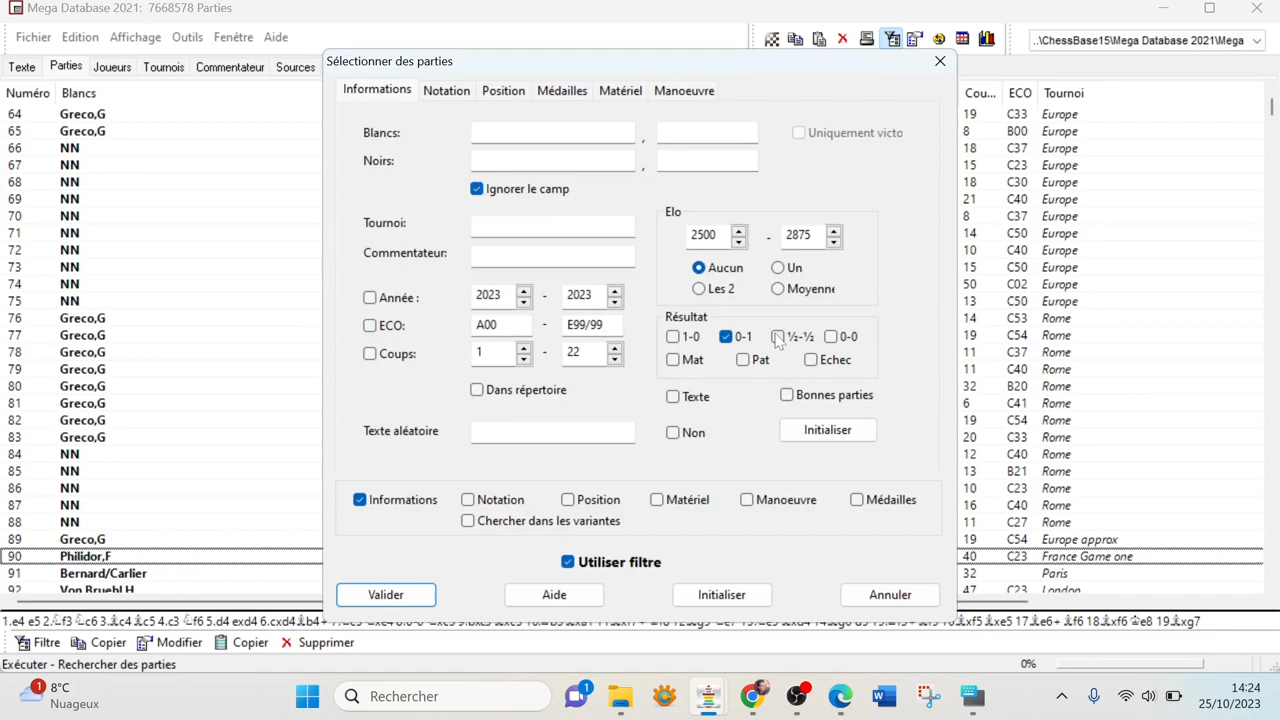 Mega Database 2021: 7668578 Parties
Fichier Edition Affichage Outils Fenêtre Aide
..\ChessBase15\Mega Database 2021\Mega
Texte Parties Joueurs Tournois Commentateur Sources
Sélectionner des parties
Informations Notation Position Médailles Matériel Manoeuvre
Numéro Blancs
Cou... ECO Tournoi
64 Greco,G
19 C33 Europe
65 Greco,G
8 B00 Europe
66 NN
18 C37 Europe
67 NN
15 C23 Europe
68 NN
18 C30 Europe
69 NN
21 C40 Europe
70 NN
8 C37 Europe
71 NN
14 C50 Europe
72 NN
10 C40 Europe
73 NN
15 C50 Europe
74 NN
50 C02 Europe
75 NN
13 C50 Europe
76 Greco,G
14 C53 Rome
77 Greco,G
19 C54 Rome
78 Greco,G
11 C37 Rome
79 Greco,G
11 C40 Rome
80 Greco,G
32 B20 Rome
81 Greco,G
6 C41 Rome
82 Greco,G
19 C54 Rome
83 Greco,G
20 C33 Rome
84 NN
12 C40 Rome
85 NN
13 B21 Rome
86 NN
10 C23 Rome
87 NN
16 C40 Rome
88 NN
11 C27 Rome
89 Greco,G
19 C54 Europe approx
90 Philidor,F
40 C23 France Game one
91 Bernard/Carlier
32 Paris
92 Von Bruehl,H
47 C23 London
Blancs: , Uniquement victo
Noirs: ,
Ignorer le camp
Tournoi:
Commentateur:
Année : 2023 - 2023
ECO: A00 - E99/99
Coups: 1 - 22
Dans répertoire
Texte aléatoire
Elo
2500 - 2875
Aucun Un
Les 2 Moyenne
Résultat
1-0 0-1 ½-½ 0-0
Mat Pat Echec
Texte Bonnes parties
Non Initialiser
Informations Notation Position Matériel Manoeuvre Médailles
Chercher dans les variantes
Utiliser filtre
Valider Aide Initialiser Annuler
Filtre Copier Modifier Copier Supprimer
Exécuter - Rechercher des parties
0%
1
8°C
Nuageux
Rechercher
1
14:24
25/10/2023